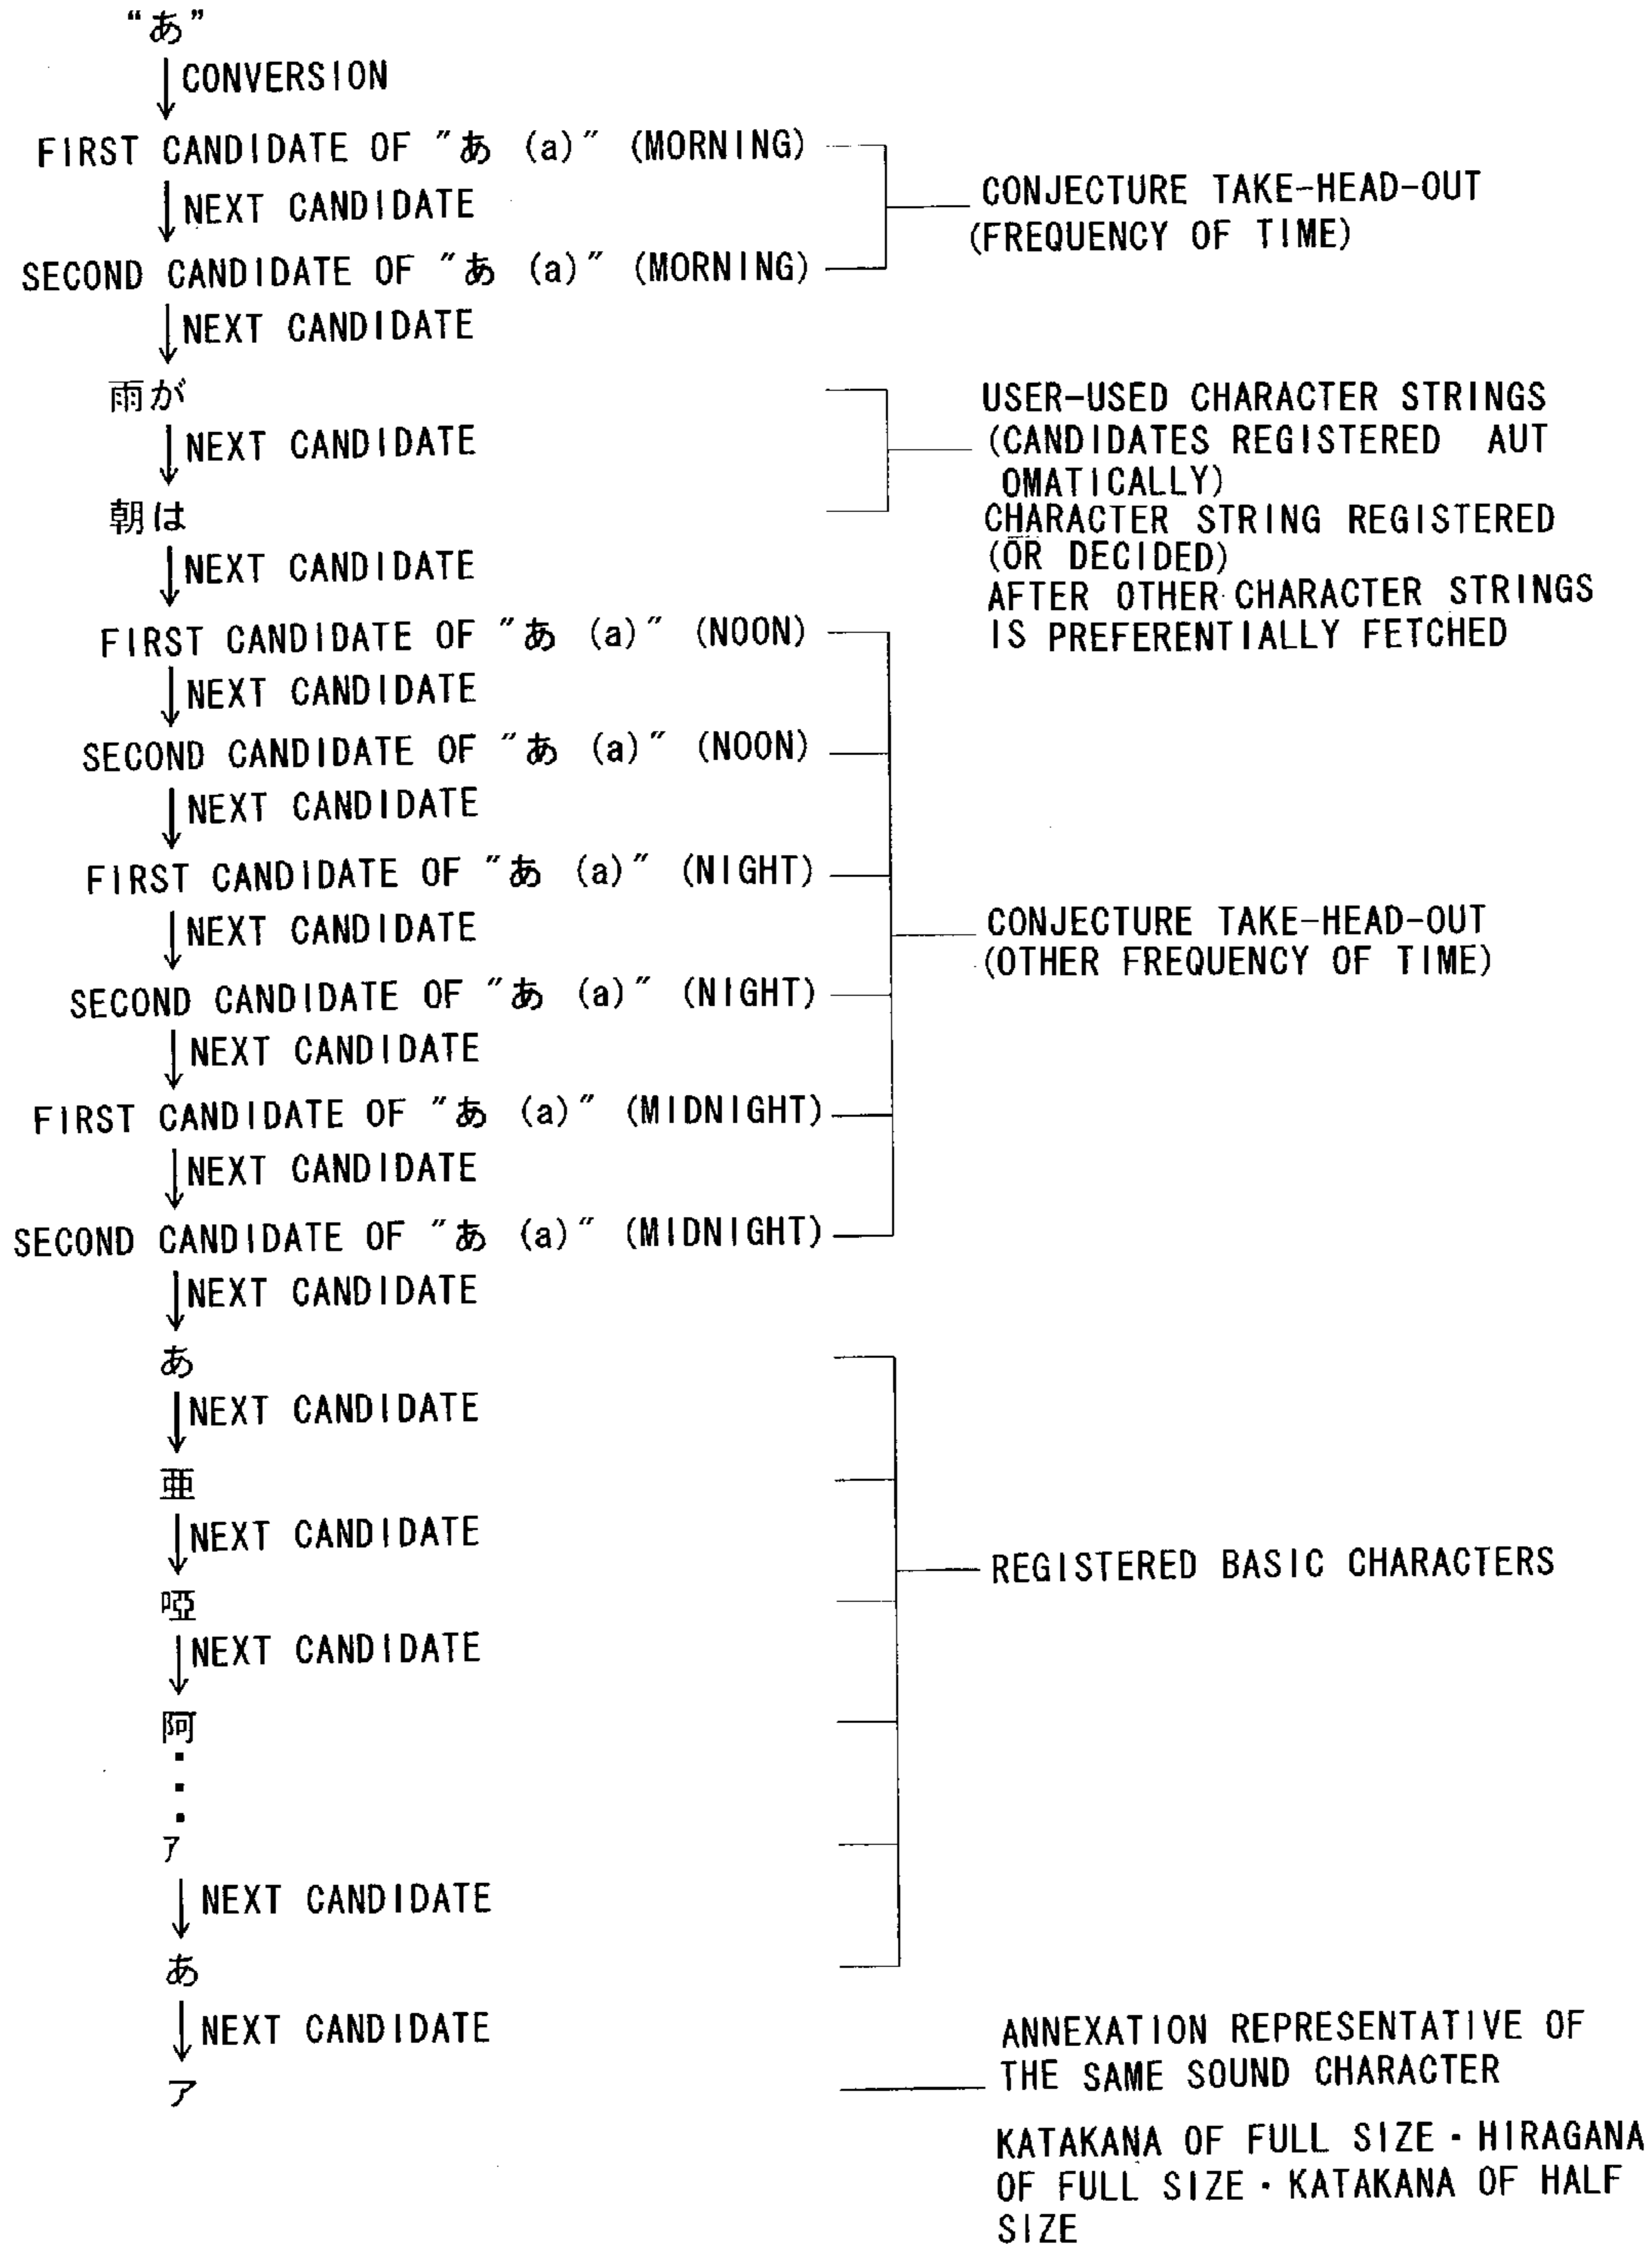 “あ”
CONVERSION
FIRST CANDIDATE OF ″あ (a)″ (MORNING)
NEXT CANDIDATE
SECOND CANDIDATE OF ″あ (a)″ (MORNING)
CONJECTURE TAKE-HEAD-OUT
(FREQUENCY OF TIME)
NEXT CANDIDATE
雨が
NEXT CANDIDATE
朝は
USER-USED CHARACTER STRINGS
(CANDIDATES REGISTERED AUT
OMATICALLY)
CHARACTER STRING REGISTERED
(OR DECIDED)
AFTER OTHER CHARACTER STRINGS
IS PREFERENTIALLY FETCHED
NEXT CANDIDATE
FIRST CANDIDATE OF ″あ (a)″ (NOON)
NEXT CANDIDATE
SECOND CANDIDATE OF ″あ (a)″ (NOON)
NEXT CANDIDATE
FIRST CANDIDATE OF ″あ (a)″ (NIGHT)
NEXT CANDIDATE
SECOND CANDIDATE OF ″あ (a)″ (NIGHT)
NEXT CANDIDATE
FIRST CANDIDATE OF ″あ (a)″ (MIDNIGHT)
NEXT CANDIDATE
SECOND CANDIDATE OF ″あ (a)″ (MIDNIGHT)
CONJECTURE TAKE-HEAD-OUT
(OTHER FREQUENCY OF TIME)
NEXT CANDIDATE
あ
NEXT CANDIDATE
亜
NEXT CANDIDATE
唖
NEXT CANDIDATE
阿
ｱ
NEXT CANDIDATE
あ
REGISTERED BASIC CHARACTERS
NEXT CANDIDATE
ア
ANNEXATION REPRESENTATIVE OF
THE SAME SOUND CHARACTER
KATAKANA OF FULL SIZE・HIRAGANA
OF FULL SIZE・KATAKANA OF HALF
SIZE